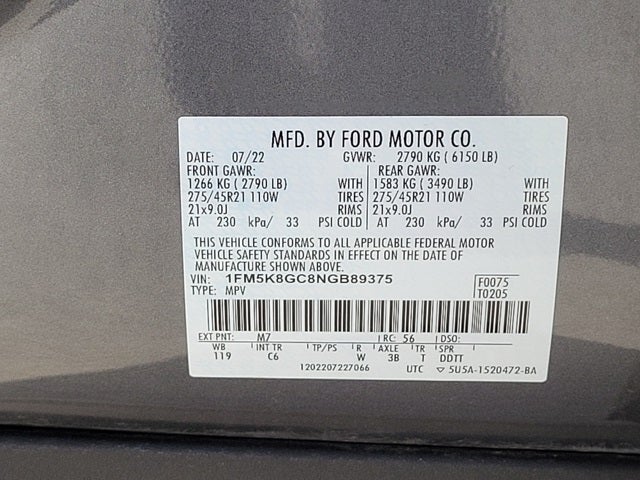 MFD. BY FORD MOTOR CO.
DATE: 07/22 GVWR: 2790 KG ( 6150 LB)
FRONT GAWR: REAR GAWR:
1266 KG ( 2790 LB) WITH 1583 KG ( 3490 LB) WITH
275/45R21 110W TIRES 275/45R21 110W TIRES
21x9.0J RIMS 21x9.0J RIMS
AT 230 kPa/ 33 PSI COLD AT 230 kPa/ 33 PSI COLD
THIS VEHICLE CONFORMS TO ALL APPLICABLE FEDERAL MOTOR
VEHICLE SAFETY STANDARDS IN EFFECT ON THE DATE OF
MANUFACTURE SHOWN ABOVE.
VIN: 1FM5K8GC8NGB89375 F0075
TYPE: MPV T0205
EXT PNT: M7 RC: 56 DSO:
WB INT TR TP/PS R AXLE TR SPR
119 C6 W 3B T DDTT
1202207227066 UTC ▽ 5U5A-1520472-BA